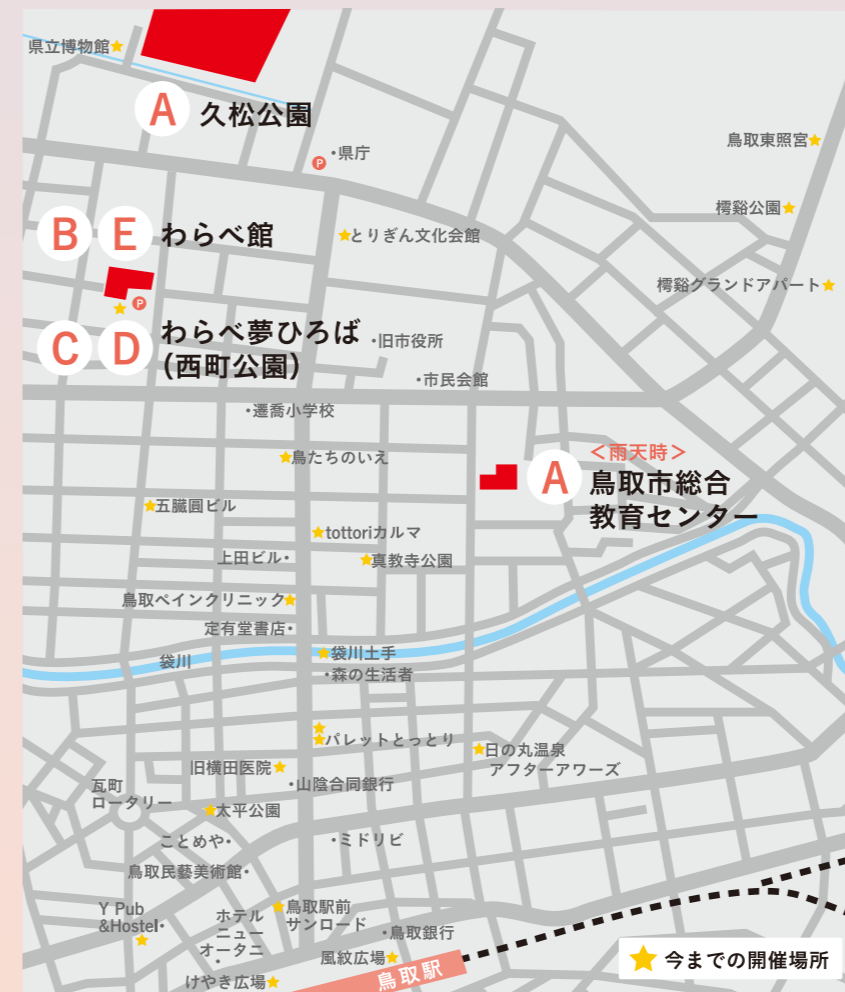 県立博物館
A 久松公園
P ・県庁
鳥取東照宮
樗谿公園
B E わらべ館
とりぎん文化会館
樗谿グランドアパート
P
C D わらべ夢ひろば
(西町公園)
・旧市役所
・市民会館
・遷喬小学校
鳥たちのいえ
<雨天時>
A 鳥取市総合
教育センター
五臓圓ビル
tottoriカルマ
上田ビル・
真教寺公園
鳥取ペインクリニック
定有堂書店・
袋川
袋川土手
・森の生活者
パレットとっとり
日の丸温泉
アフターアワーズ
旧横田医院
・山陰合同銀行
瓦町
ロータリー
太平公園
ことめや・
・ミドリビ
鳥取民藝美術館・
Y Pub
&Hostel・
ホテル
ニュー
オータニ
・
鳥取駅前
サンロード
・鳥取銀行
風紋広場
鳥取駅
けやき広場
今までの開催場所